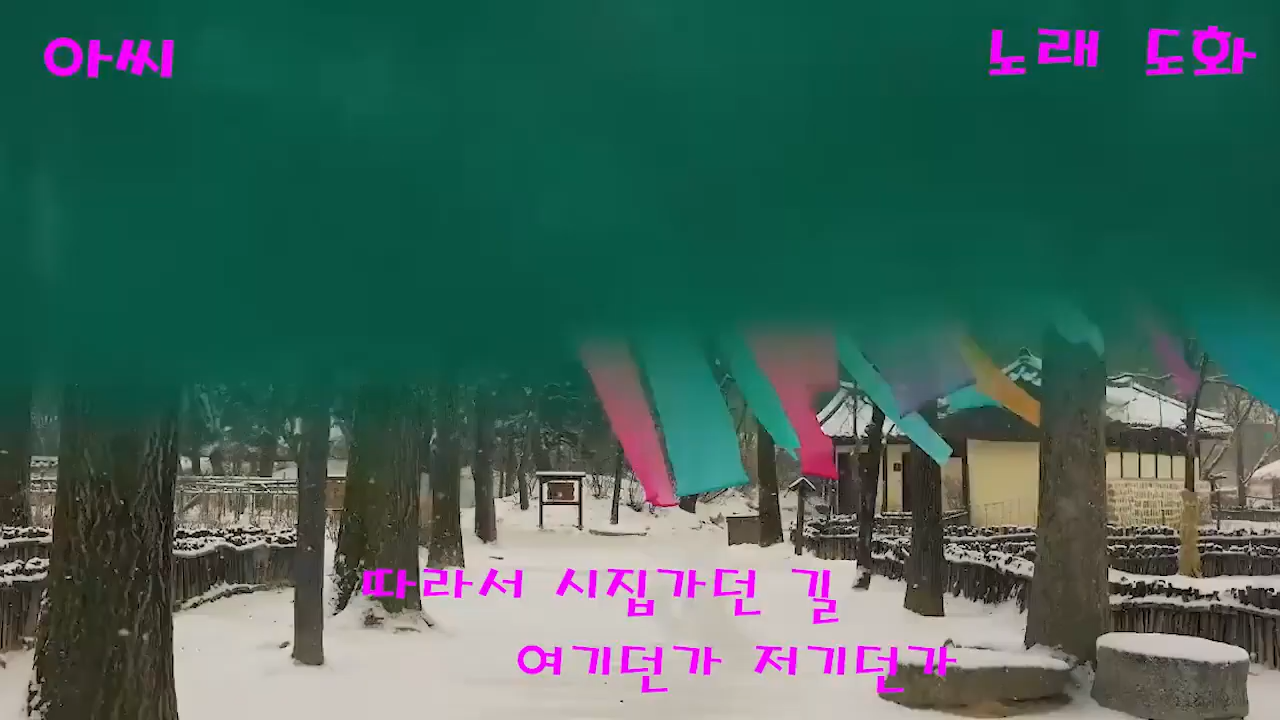 아씨
노래 도화
따라서 시집가던 길
여기던가 저기던가